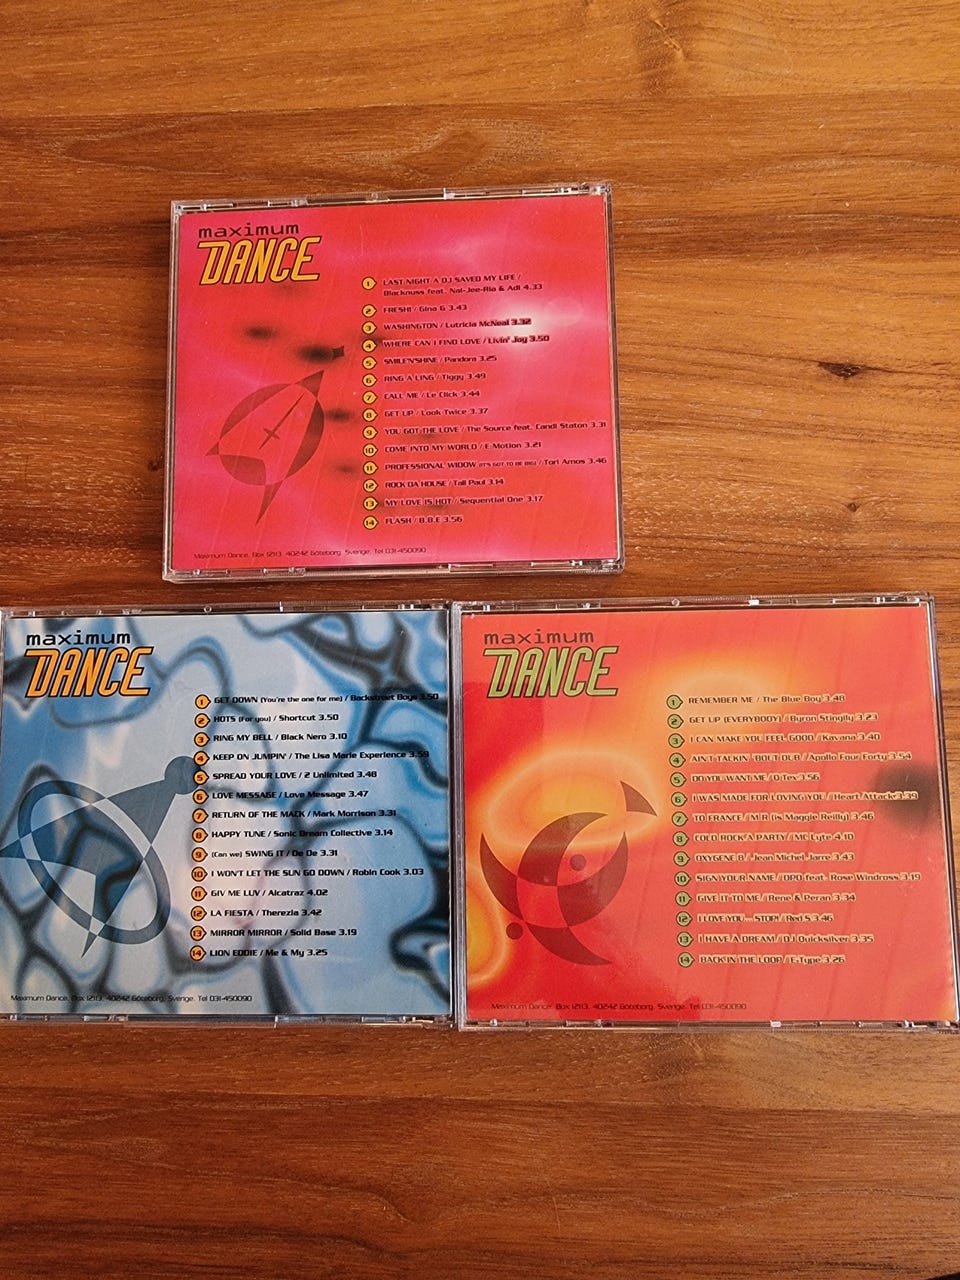 maximum
DANCE
1 LAST NIGHT A DJ SAVED MY LIFE /
Blacknuss feat. Nai-Jee-Ria & ADL 4.33
2 FRESH! / Gina G 3.43
3 WASHINGTON / Lutricia McNeal 3.32
4 WHERE CAN I FIND LOVE / Livin' Joy 3.50
5 SMILE'N'SHINE / Pandora 3.25
6 RING A LING / Tiggy 3.49
7 CALL ME / Le Click 3.44
8 GET UP / Look Twice 3.37
9 YOU GOT THE LOVE / The Source feat. Candi Staton 3.31
10 COME INTO MY WORLD / E-Motion 3.21
11 PROFESSIONAL WIDOW (IT'S GOT TO BE BIG) / Tori Amos 3.46
12 ROCK DA HOUSE / Tall Paul 3.14
13 MY LOVE IS HOT / Sequential One 3.17
14 FLASH / B.B.E 3.56
Maximum Dance, Box 12113, 40242 Göteborg, Sverige. Tel 031-450090
maximum
DANCE
1 GET DOWN (You're the one for me) / Backstreet Boys 3.50
2 HOTS (For you) / Shortcut 3.50
3 RING MY BELL / Black Nero 3.10
4 KEEP ON JUMPIN' / The Lisa Marie Experience 3.59
5 SPREAD YOUR LOVE / 2 Unlimited 3.48
6 LOVE MESSAGE / Love Message 3.47
7 RETURN OF THE MACK / Mark Morrison 3.31
8 HAPPY TUNE / Sonic Dream Collective 3.14
9 (Can we) SWING IT / De De 3.31
10 I WON'T LET THE SUN GO DOWN / Robin Cook 3.03
11 GIV ME LUV / Alcatraz 4.02
12 LA FIESTA / Therezia 3.42
13 MIRROR MIRROR / Solid Base 3.19
14 LION EDDIE / Me & My 3.25
Maximum Dance, Box 12113, 40242 Göteborg, Sverige. Tel 031-450090
maximum
DANCE
1 REMEMBER ME / The Blue Boy 3.48
2 GET UP (EVERYBODY) / Byron Stingily 3.23
3 I CAN MAKE YOU FEEL GOOD / Kavana 3.40
4 AIN'T TALKIN' 'BOUT DUB / Apollo Four Forty 3.54
5 DO YOU WANT ME / Q-Tex 3.56
6 I WAS MADE FOR LOVING YOU / Heart Attack 3.39
7 TO FRANCE / M.R (is Maggie Reilly) 3.46
8 COLD ROCK A PARTY / MC Lyte 4.10
9 OXYGENE 8 / Jean Michel Jarre 3.43
10 SIGN YOUR NAME / DPD feat. Rose Windross 3.19
11 GIVE IT TO ME / Rene & Peran 3.34
12 I LOVE YOU....STOP! / Red 5 3.46
13 I HAVE A DREAM / DJ Quicksilver 3.35
14 BACK IN THE LOOP / E-Type 3.26
Maximum Dance, Box 12113, 40242 Göteborg, Sverige. Tel 031-450090